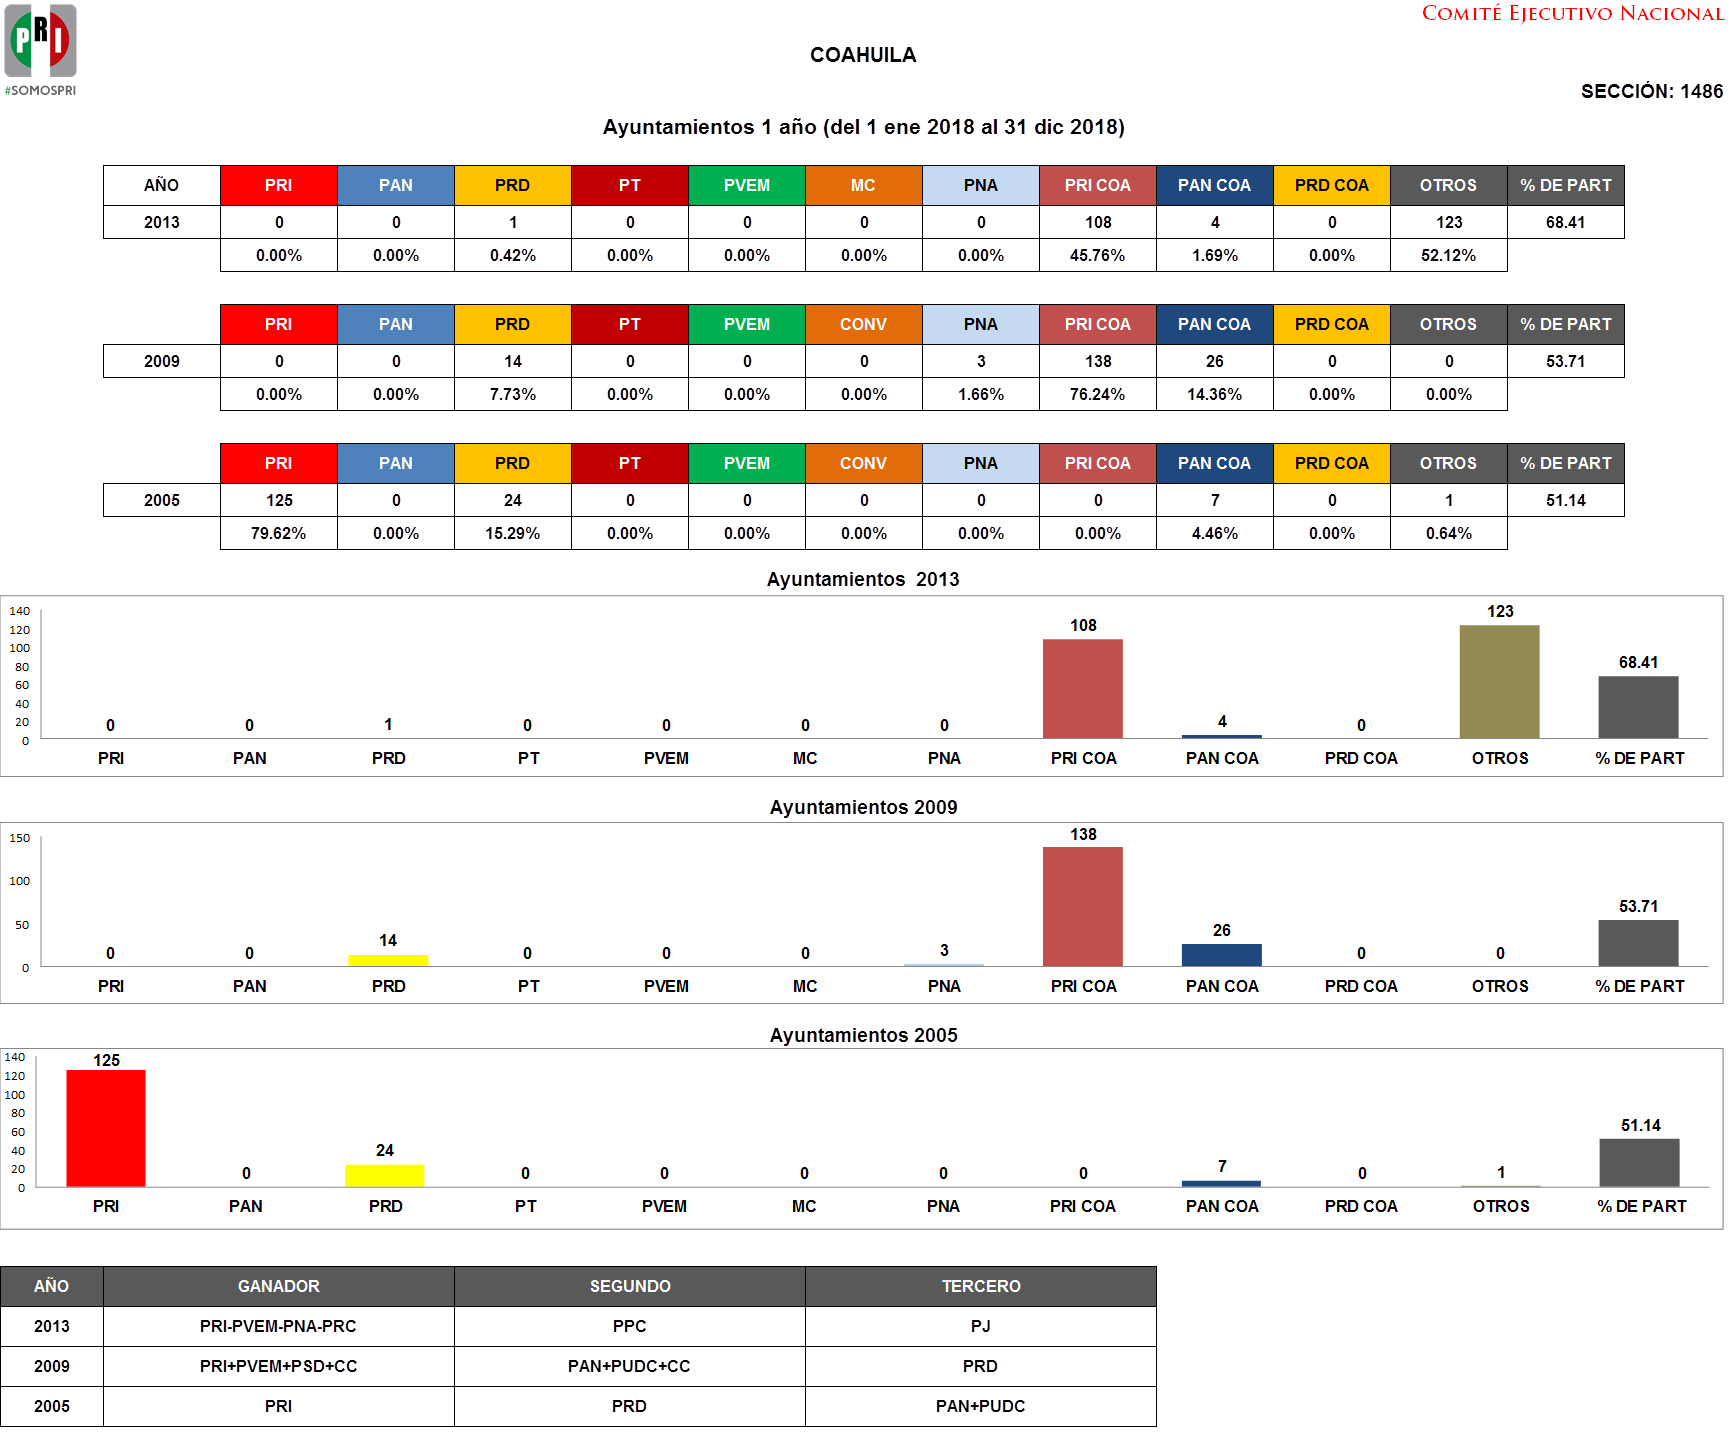 PRI
#SOMOSPRI
COMITÉ EJECUTIVO NACIONAL
COAHUILA
SECCIÓN: 1486
Ayuntamientos 1 año (del 1 ene 2018 al 31 dic 2018)
AÑO PRI PAN PRD PT PVEM MC PNA PRI COA PAN COA PRD COA OTROS % DE PART
2013 0 0 1 0 0 0 0 108 4 0 123 68.41
0.00% 0.00% 0.42% 0.00% 0.00% 0.00% 0.00% 45.76% 1.69% 0.00% 52.12%
PRI PAN PRD PT PVEM CONV PNA PRI COA PAN COA PRD COA OTROS % DE PART
2009 0 0 14 0 0 0 3 138 26 0 0 53.71
0.00% 0.00% 7.73% 0.00% 0.00% 0.00% 1.66% 76.24% 14.36% 0.00% 0.00%
PRI PAN PRD PT PVEM CONV PNA PRI COA PAN COA PRD COA OTROS % DE PART
2005 125 0 24 0 0 0 0 0 7 0 1 51.14
79.62% 0.00% 15.29% 0.00% 0.00% 0.00% 0.00% 0.00% 4.46% 0.00% 0.64%
Ayuntamientos 2013
140
120
100
80
60
40
20
0
0 0 1 0 0 0 0 108 4 0 123 68.41
PRI PAN PRD PT PVEM MC PNA PRI COA PAN COA PRD COA OTROS % DE PART
Ayuntamientos 2009
150
100
50
0
0 0 14 0 0 0 3 138 26 0 0 53.71
PRI PAN PRD PT PVEM MC PNA PRI COA PAN COA PRD COA OTROS % DE PART
Ayuntamientos 2005
140
120
100
80
60
40
20
0
125 0 24 0 0 0 0 0 7 0 1 51.14
PRI PAN PRD PT PVEM MC PNA PRI COA PAN COA PRD COA OTROS % DE PART
AÑO GANADOR SEGUNDO TERCERO
2013 PRI-PVEM-PNA-PRC PPC PJ
2009 PRI+PVEM+PSD+CC PAN+PUDC+CC PRD
2005 PRI PRD PAN+PUDC